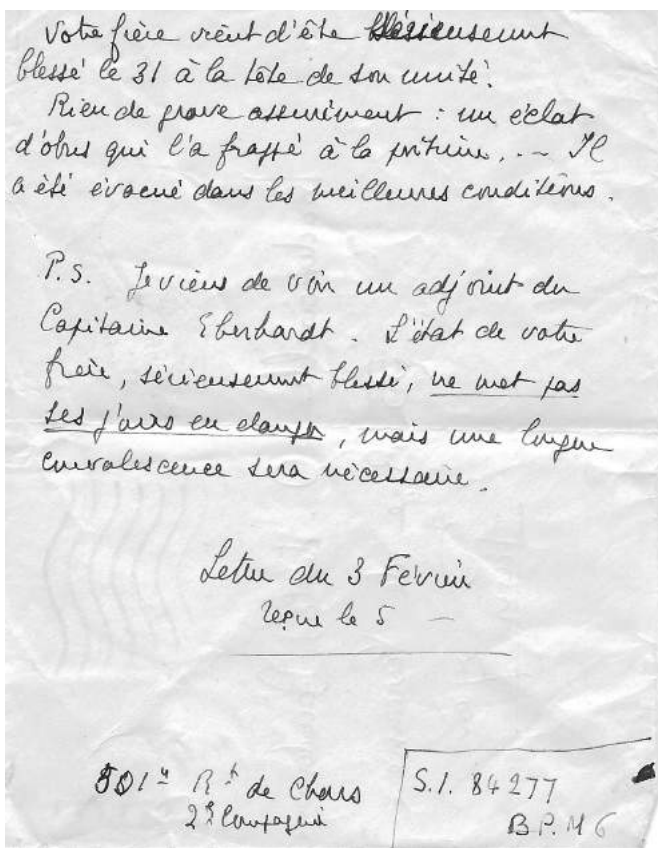 Votre frère vient d'être sérieusement
blessé le 31 à la tête de son unité.
Rien de grave assurément : un éclat
d'obus qui l'a frappé à la poitrine. . – Il
a été évacué dans les meilleures conditions.
P.S. Je viens de voir un adjoint du
Capitaine Eberhardt. L'état de votre
frère, sérieusement blessé, ne met pas
ses jours en danger, mais une longue
convalescence sera nécessaire.
Lettre du 3 Février
reçue le 5 –
501e Rt de Chars
2e Compagnie
S.I. 84277
B.P.M 6